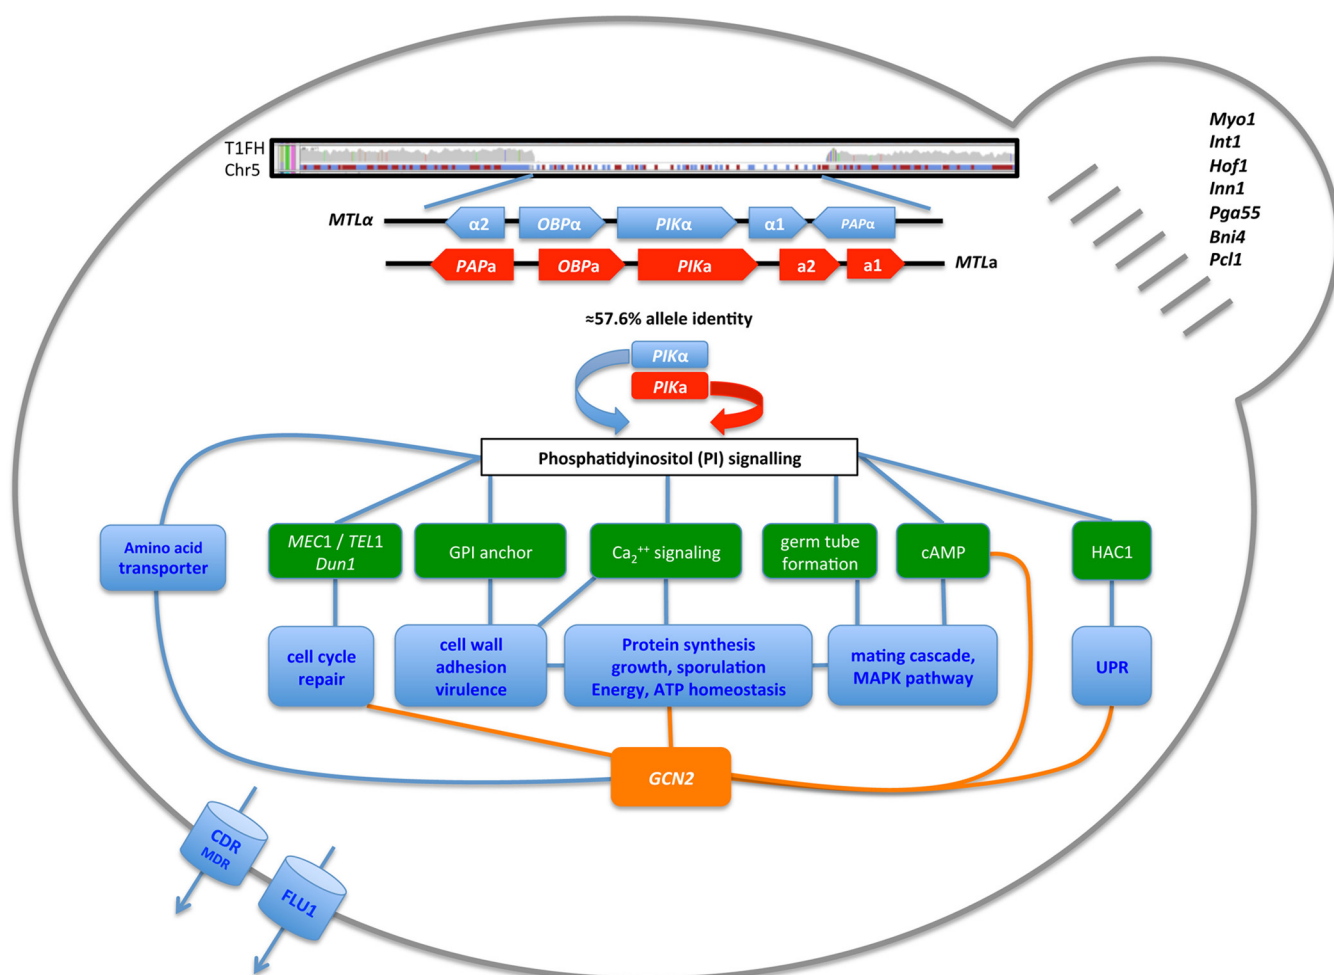 T1FH
Chr5
Myo1
Int1
Hof1
Inn1
Pga55
Bni4
Pcl1
MTLα
α2
OBPα
PIKα
α1
PAPα
PAPa
OBPa
PIKa
a2
a1
MTLa
≈57.6% allele identity
PIKα
PIKa
Phosphatidyinositol (PI) signalling
Amino acid
transporter
MEC1 / TEL1
Dun1
GPI anchor
Ca₂⁺⁺ signaling
germ tube
formation
cAMP
HAC1
cell cycle
repair
cell wall
adhesion
virulence
Protein synthesis
growth, sporulation
Energy, ATP homeostasis
mating cascade,
MAPK pathway
UPR
GCN2
CDR
MDR
FLU1